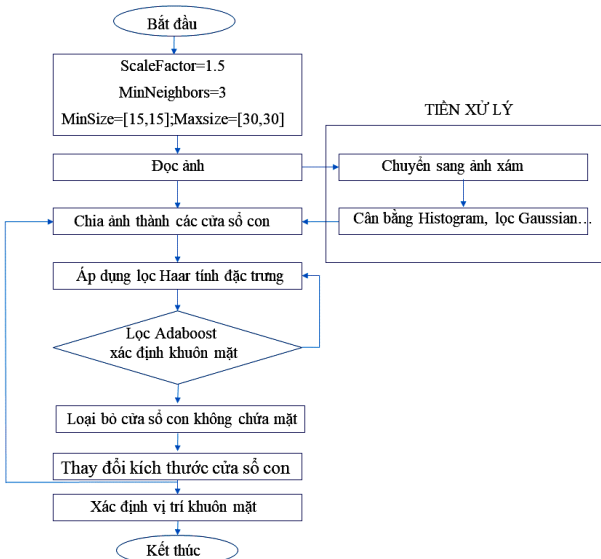 Bắt đầu
ScaleFactor=1.5
MinNeighbors=3
MinSize=[15,15];Maxsize=[30,30]
TIỀN XỬ LÝ
Đọc ảnh
Chuyển sang ảnh xám
Chia ảnh thành các cửa sổ con
Cân bằng Histogram, lọc Gaussian…
Áp dụng lọc Haar tính đặc trưng
Lọc Adaboost
xác định khuôn mặt
Loại bỏ cửa sổ con không chứa mặt
Thay đổi kích thước cửa sổ con
Xác định vị trí khuôn mặt
Kết thúc